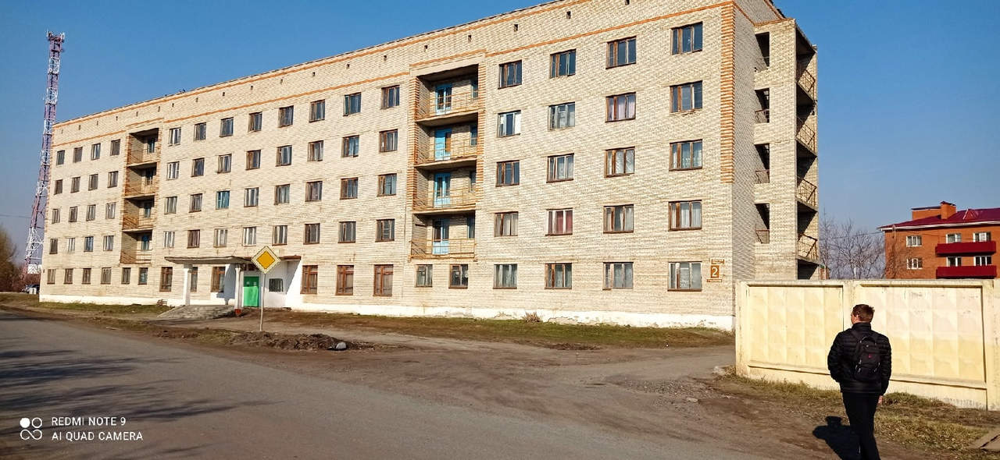 2
REDMI NOTE 9
AI QUAD CAMERA